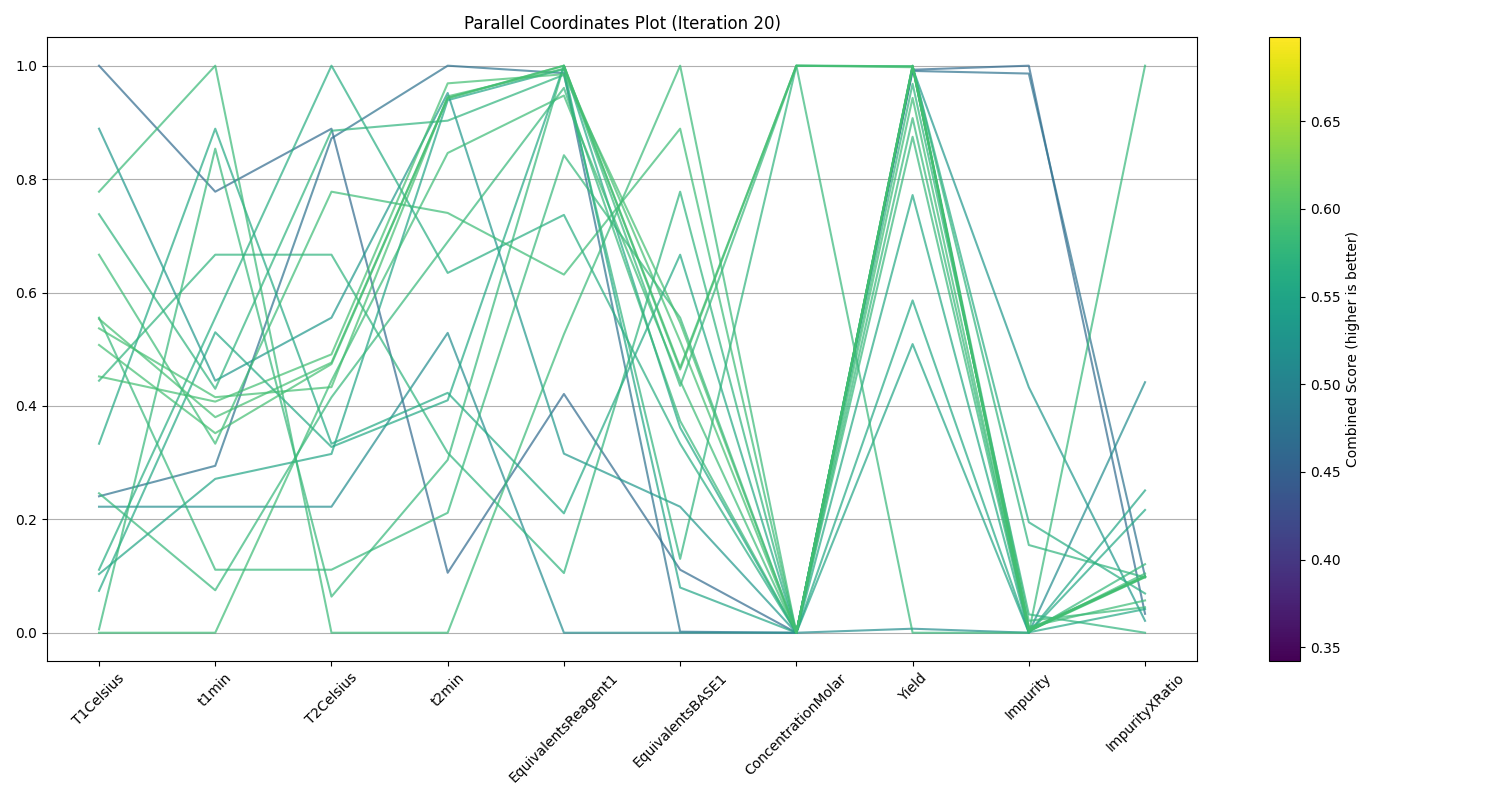 Parallel Coordinates Plot (Iteration 20)
1.0
0.8
0.6
0.4
0.2
0.0
T1Celsius
t1min
T2Celsius
t2min
EquivalentsReagent1
EquivalentsBASE1
ConcentrationMolar
Yield
Impurity
ImpurityXRatio
0.65
0.60
0.55
0.50
0.45
0.40
0.35
Combined Score (higher is better)